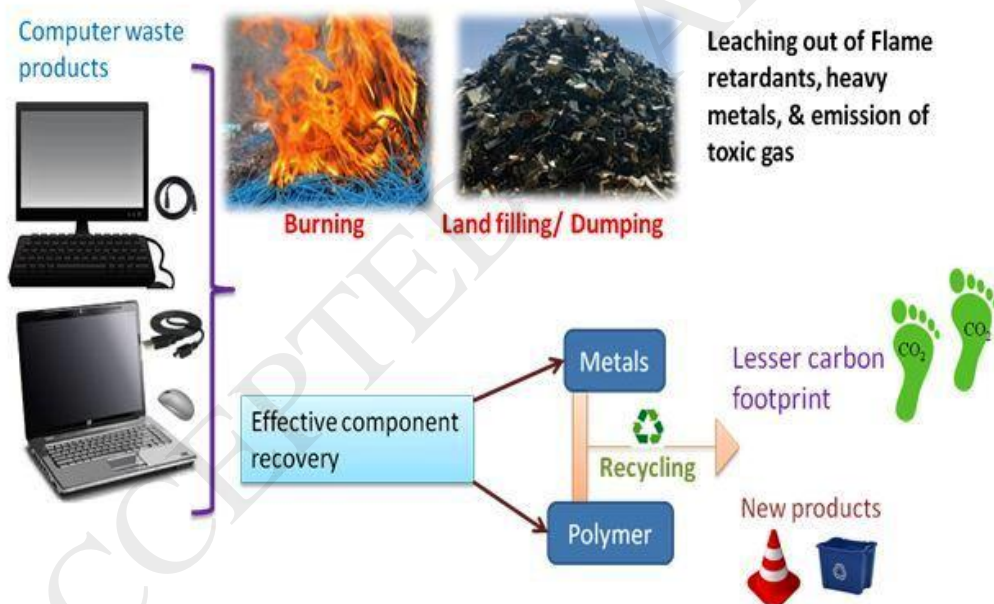 Computer waste
products
Burning
Land filling/ Dumping
Leaching out of Flame
retardants, heavy
metals, & emission of
toxic gas
Effective component
recovery
Metals
Recycling
Polymer
Lesser carbon
footprint
CO₂
CO₂
New products